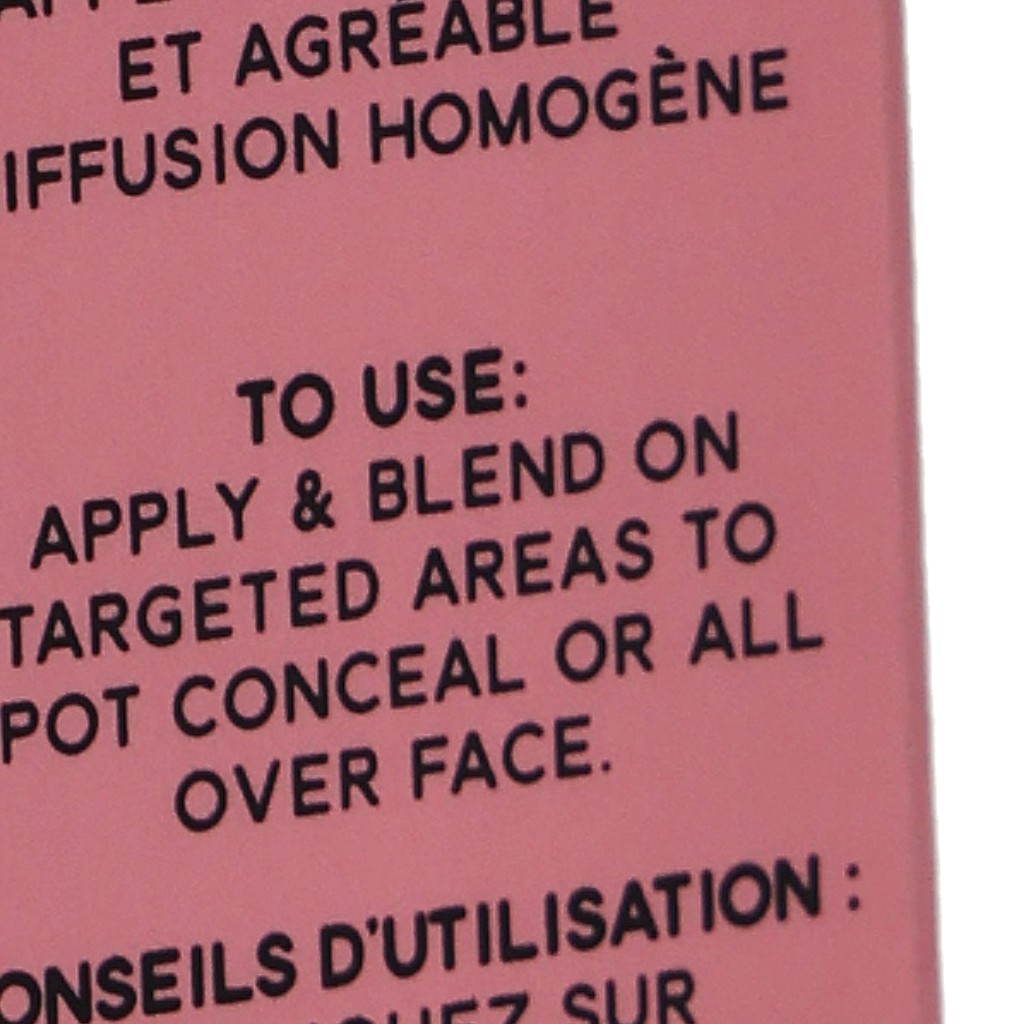 ET AGRÉABLE
IFFUSION HOMOGÈNE
TO USE:
APPLY & BLEND ON
TARGETED AREAS TO
POT CONCEAL OR ALL
OVER FACE.
ONSEILS D'UTILISATION :
SUR